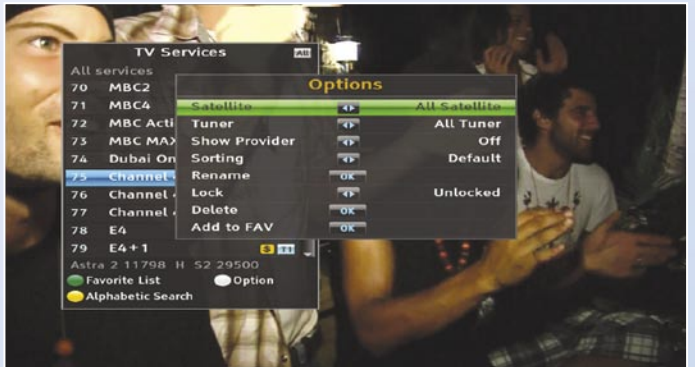 TV Services
All
All services
70 MBC2
71 MBC4
72 MBC Acti
73 MBC MAX
74 Dubai On
75 Channel
76 Channel
77 Channel
78 E4
79 E4+1 $ T1
Astra 2 11798 H S2 29500
Favorite List Option
Alphabetic Search
Options
Satellite All Satellite
Tuner All Tuner
Show Provider Off
Sorting Default
Rename OK
Lock Unlocked
Delete OK
Add to FAV OK